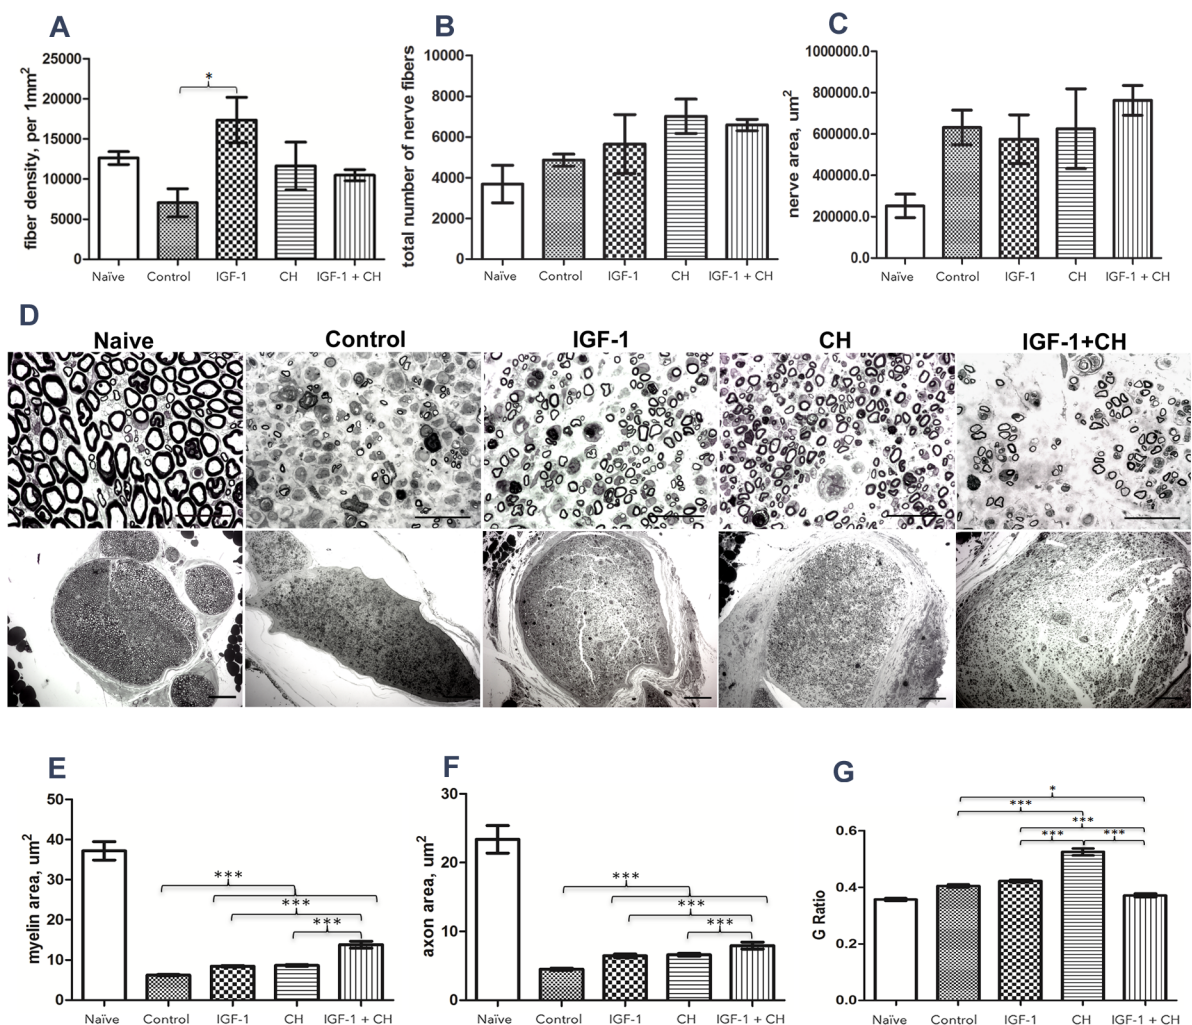 A
fiber density, per 1mm2
25000
20000
15000
10000
5000
0
*
Naïve Control IGF-1 CH IGF-1 + CH
B
total number of nerve fibers
10000
8000
6000
4000
2000
0
Naïve Control IGF-1 CH IGF-1 + CH
C
nerve area, um2
1000000.0
800000.0
600000.0
400000.0
200000.0
0.0
Naïve Control IGF-1 CH IGF-1 + CH
D
Naive Control IGF-1 CH IGF-1+CH
E
myelin area, um2
50
40
30
20
10
0
***
***
***
Naïve Control IGF-1 CH IGF-1 + CH
F
axon area, um2
30
20
10
0
***
***
***
Naïve Control IGF-1 CH IGF-1 + CH
G
G Ratio
0.6
0.4
0.2
0.0
*
***
***
*** ***
Naïve Control IGF-1 CH IGF-1 + CH